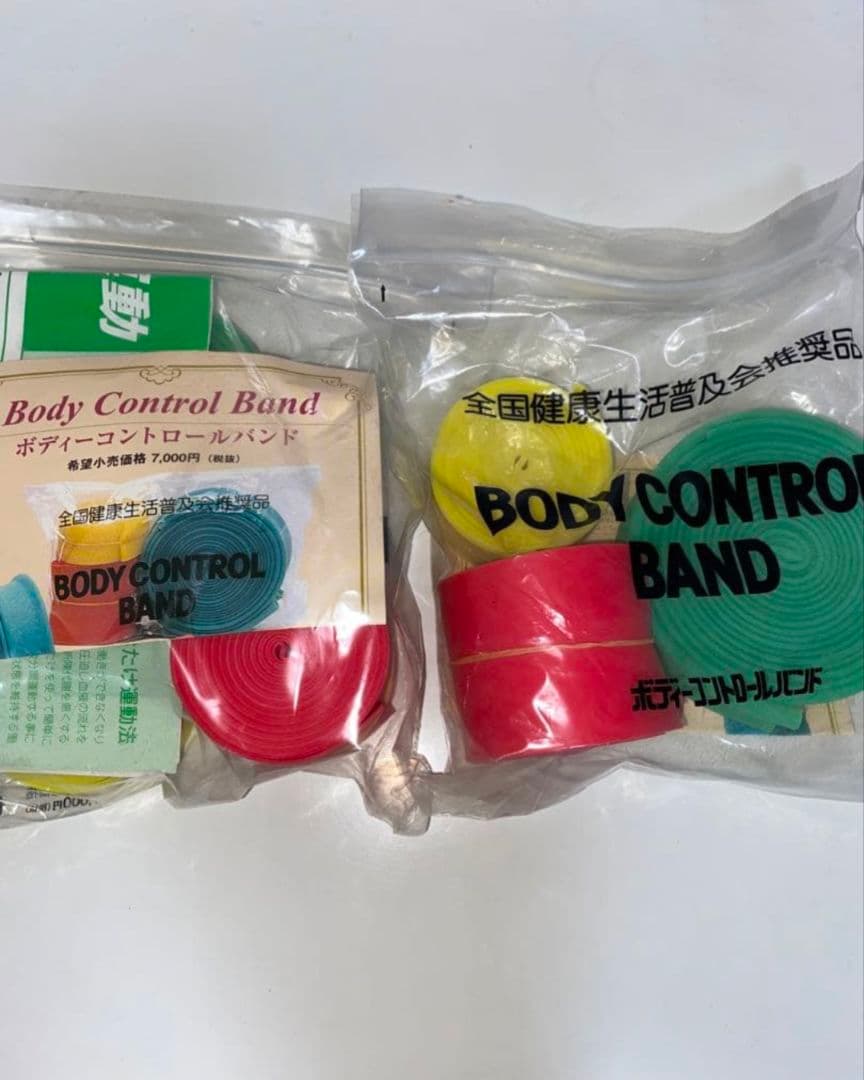 動
Body Control Band
ボディーコントロールバンド
希望小売価格 7,000円（税抜）
全国健康生活普及会推奨品
BODY CONTROL
BAND
たけ運動法
全国健康生活普及会推奨品
BODY CONTRO
BAND
ボディーコントロールバンド